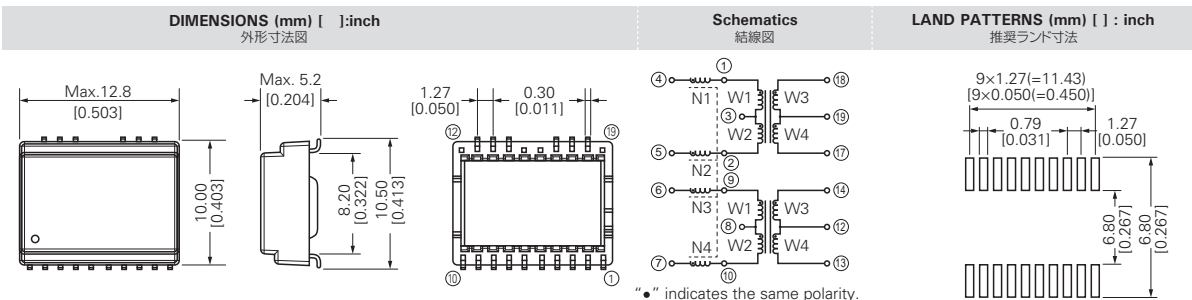 DIMENSIONS (mm) [ ]:inch
外形寸法図
Schematics
結線図
LAND PATTERNS (mm) [ ] : inch
推奨ランド寸法
Max.12.8
[0.503]
10.00
[0.403]
Max. 5.2
[0.204]
8.20
[0.322]
10.50
[0.413]
1.27
[0.050]
0.30
[0.011]
⑫
⑲
⑩
①
①
④
⑱
N1
W1
W3
③
⑲
W2
W4
⑤
②
⑰
N2
⑨
⑥
⑭
N3
W1
W3
⑧
⑫
N4
W2
W4
⑦
⑩
⑬
"●" indicates the same polarity.
9×1.27(=11.43)
[9×0.050(=0.450)]
0.79
[0.031]
1.27
[0.050]
6.80
[0.267]
6.80
[0.267]